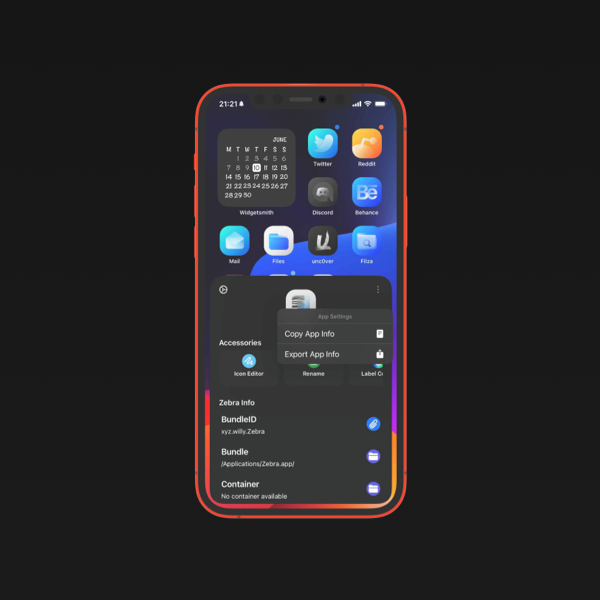 21:21
JUNE
M T W T F S S
1 2 3 4 5 6
7 8 9 10 11 12 13
14 15 16 17 18 19 20
21 22 23 24 25 26 27
28 29 30
Widgetsmith
Twitter
Reddit
Discord
Bē
Behance
Mail
Files
unc0ver
Filza
App Settings
Copy App Info
Export App Info
Accessories
Icon Editor
Rename
Label Co
Zebra Info
BundleID
xyz.willy.Zebra
Bundle
/Applications/Zebra.app/
Container
No container available